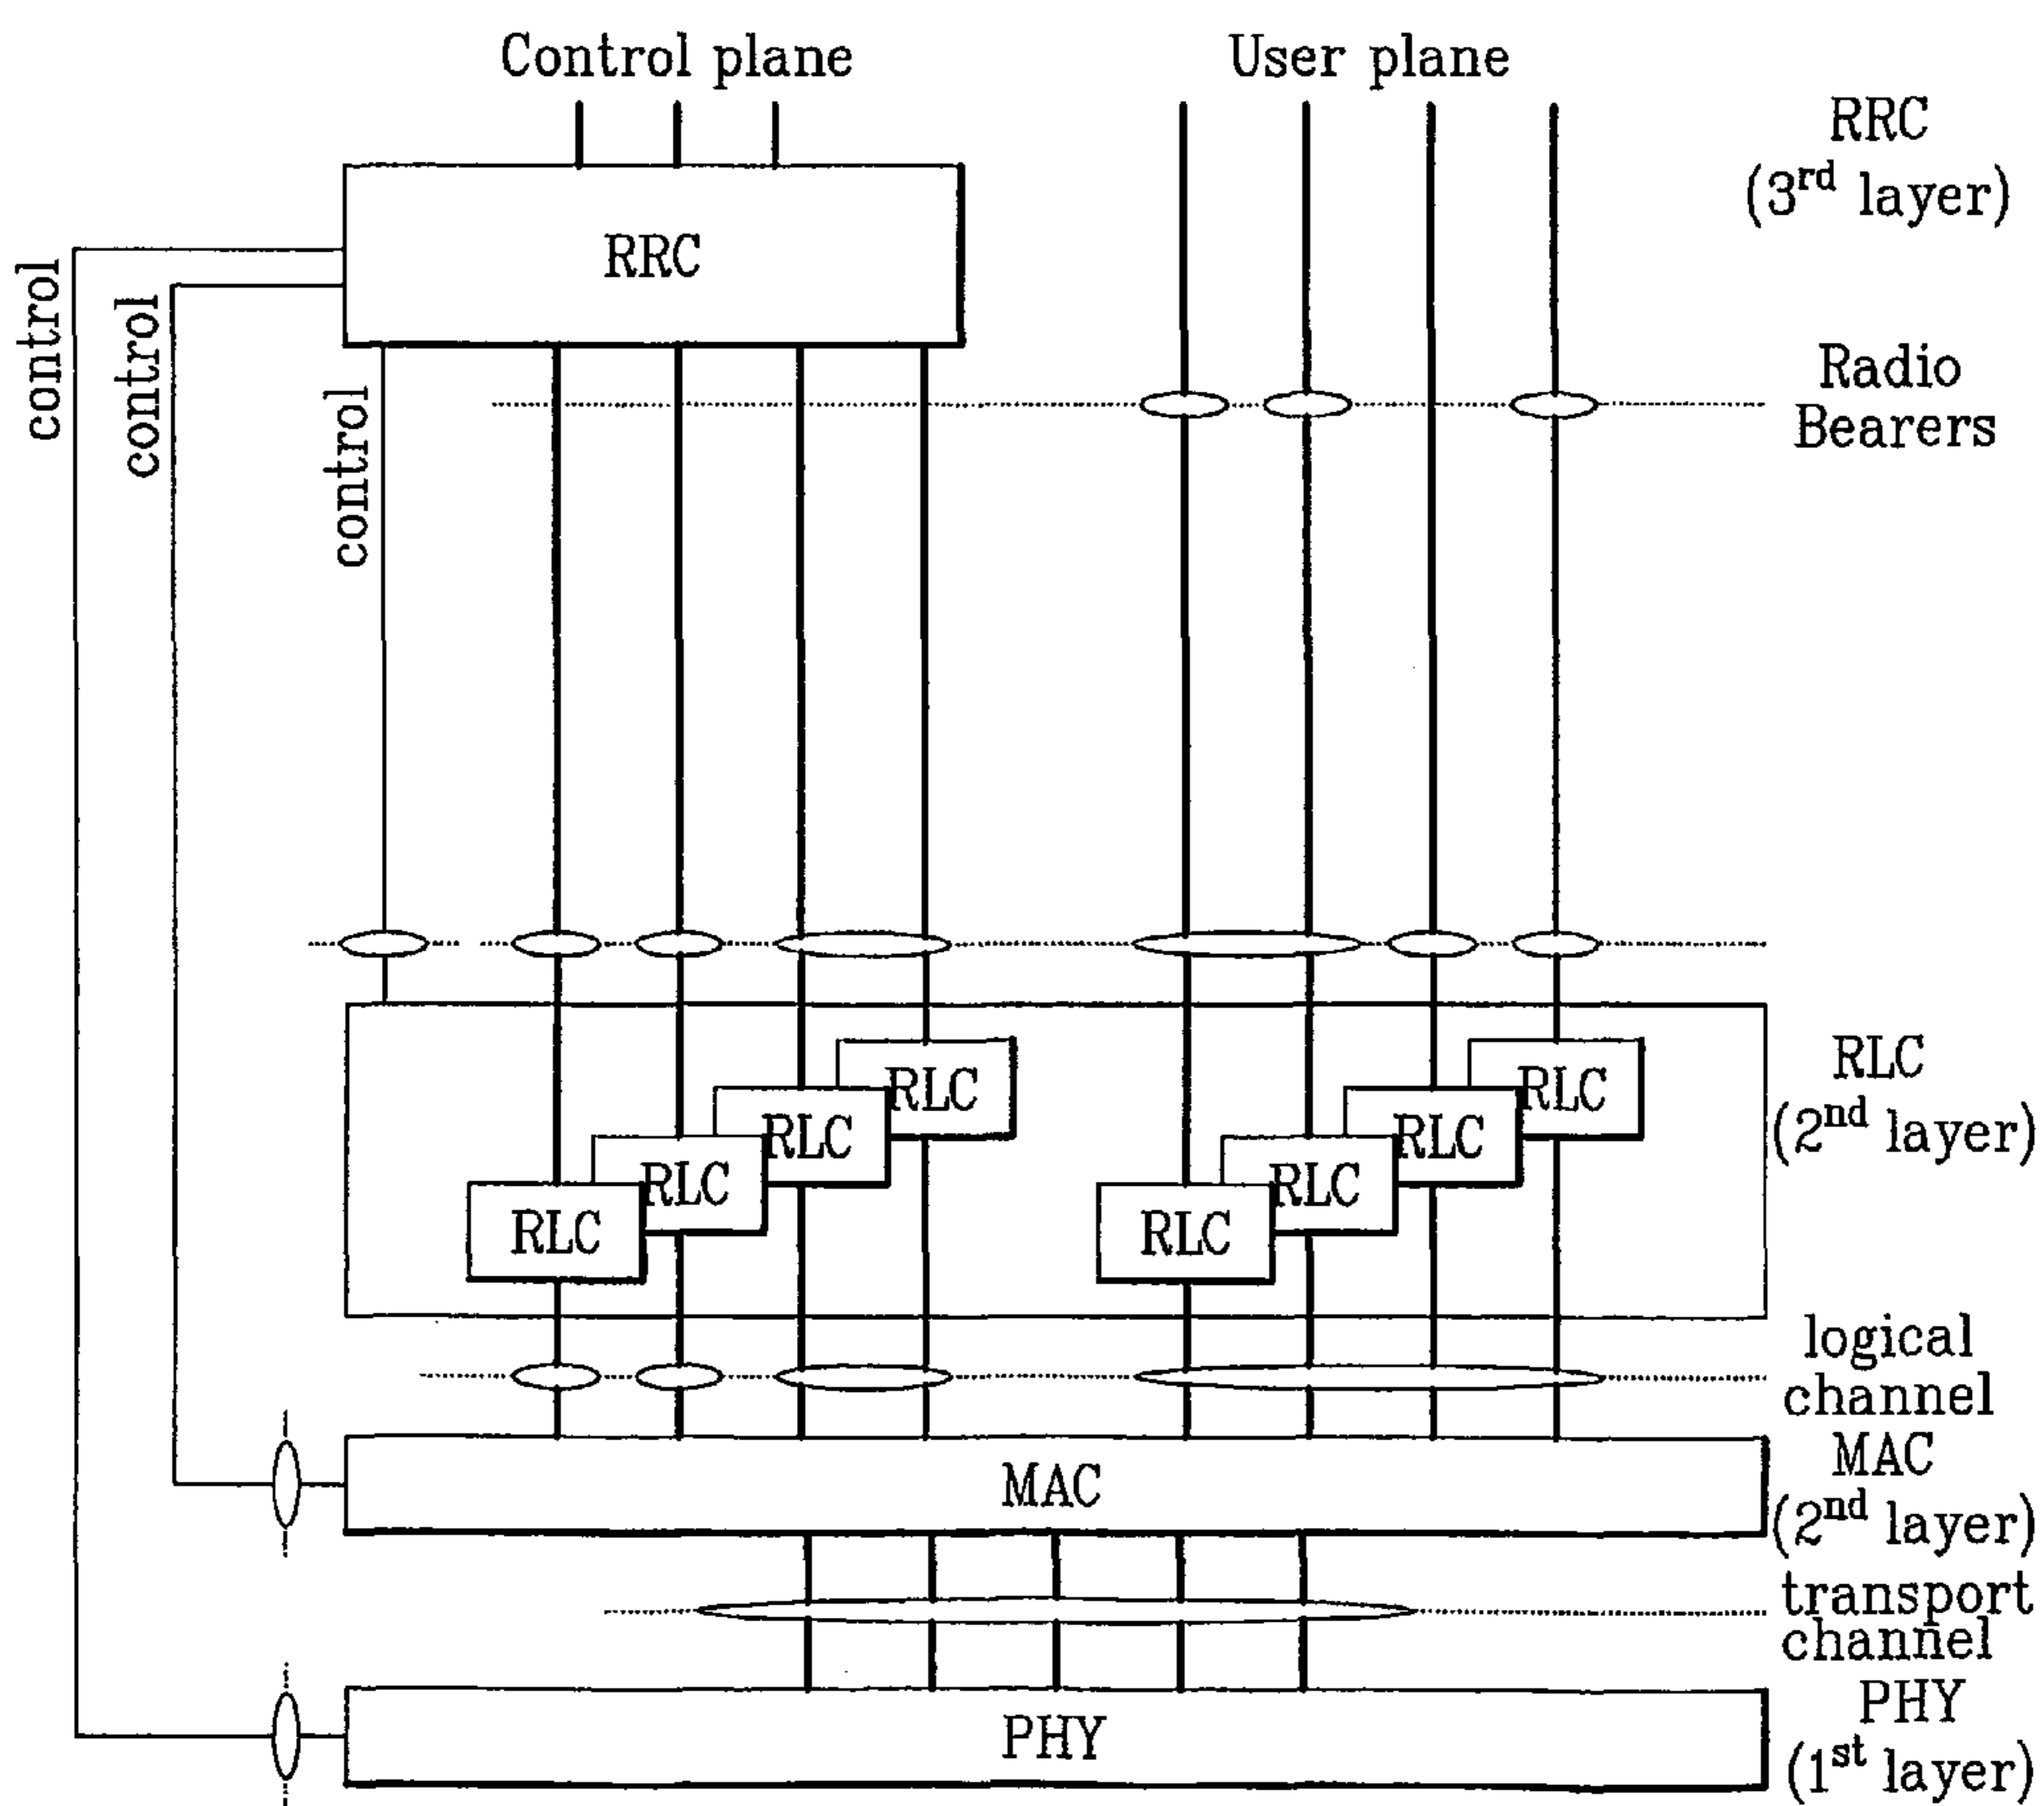 Control plane
User plane
RRC
(3rd layer)
RRC
control
control
control
Radio
Bearers
RLC
RLC
RLC
RLC
RLC
RLC
RLC
RLC
RLC
(2nd layer)
logical
channel
MAC
MAC
(2nd layer)
transport
channel
PHY
PHY
(1st layer)